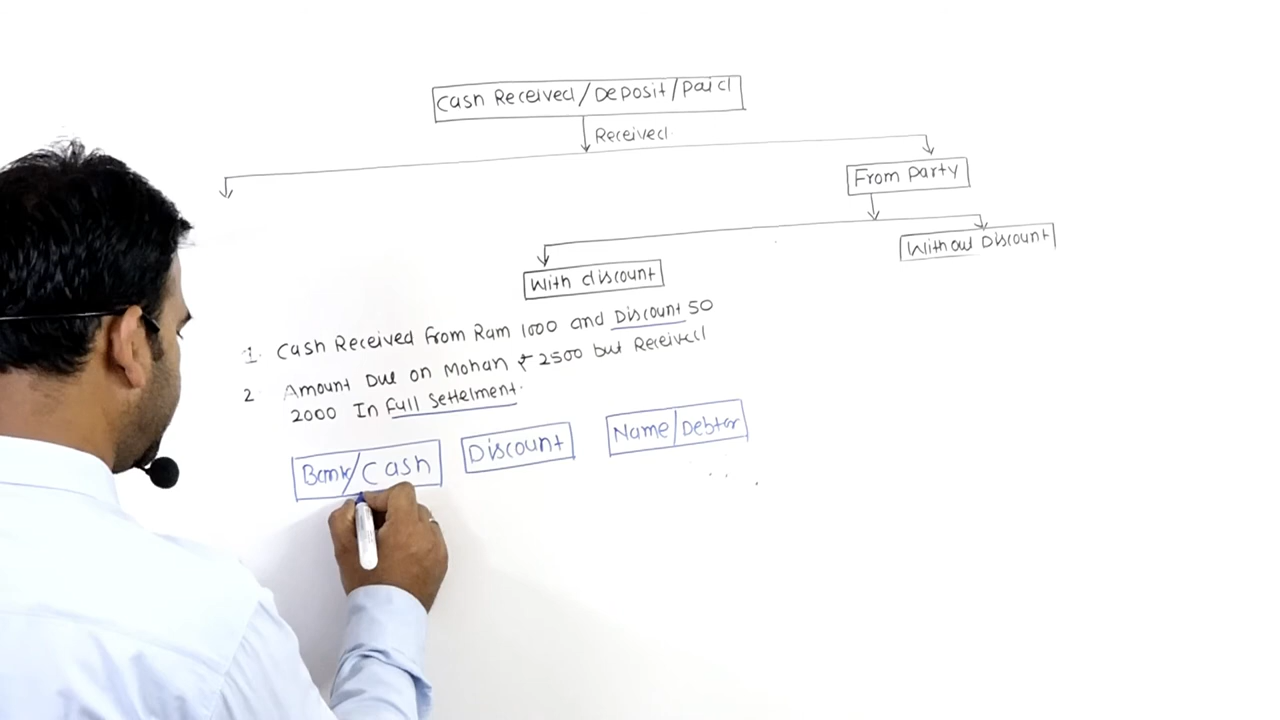 Cash Received/Deposit/Paid
Received
From Party
Without Discount
With discount
1. Cash Received from Ram 1000 and Discount 50
2 Amount Due on Mohan ₹ 2500 but Received
2000 In full Settelment.
Bank/Cash Discount Name/Debtor